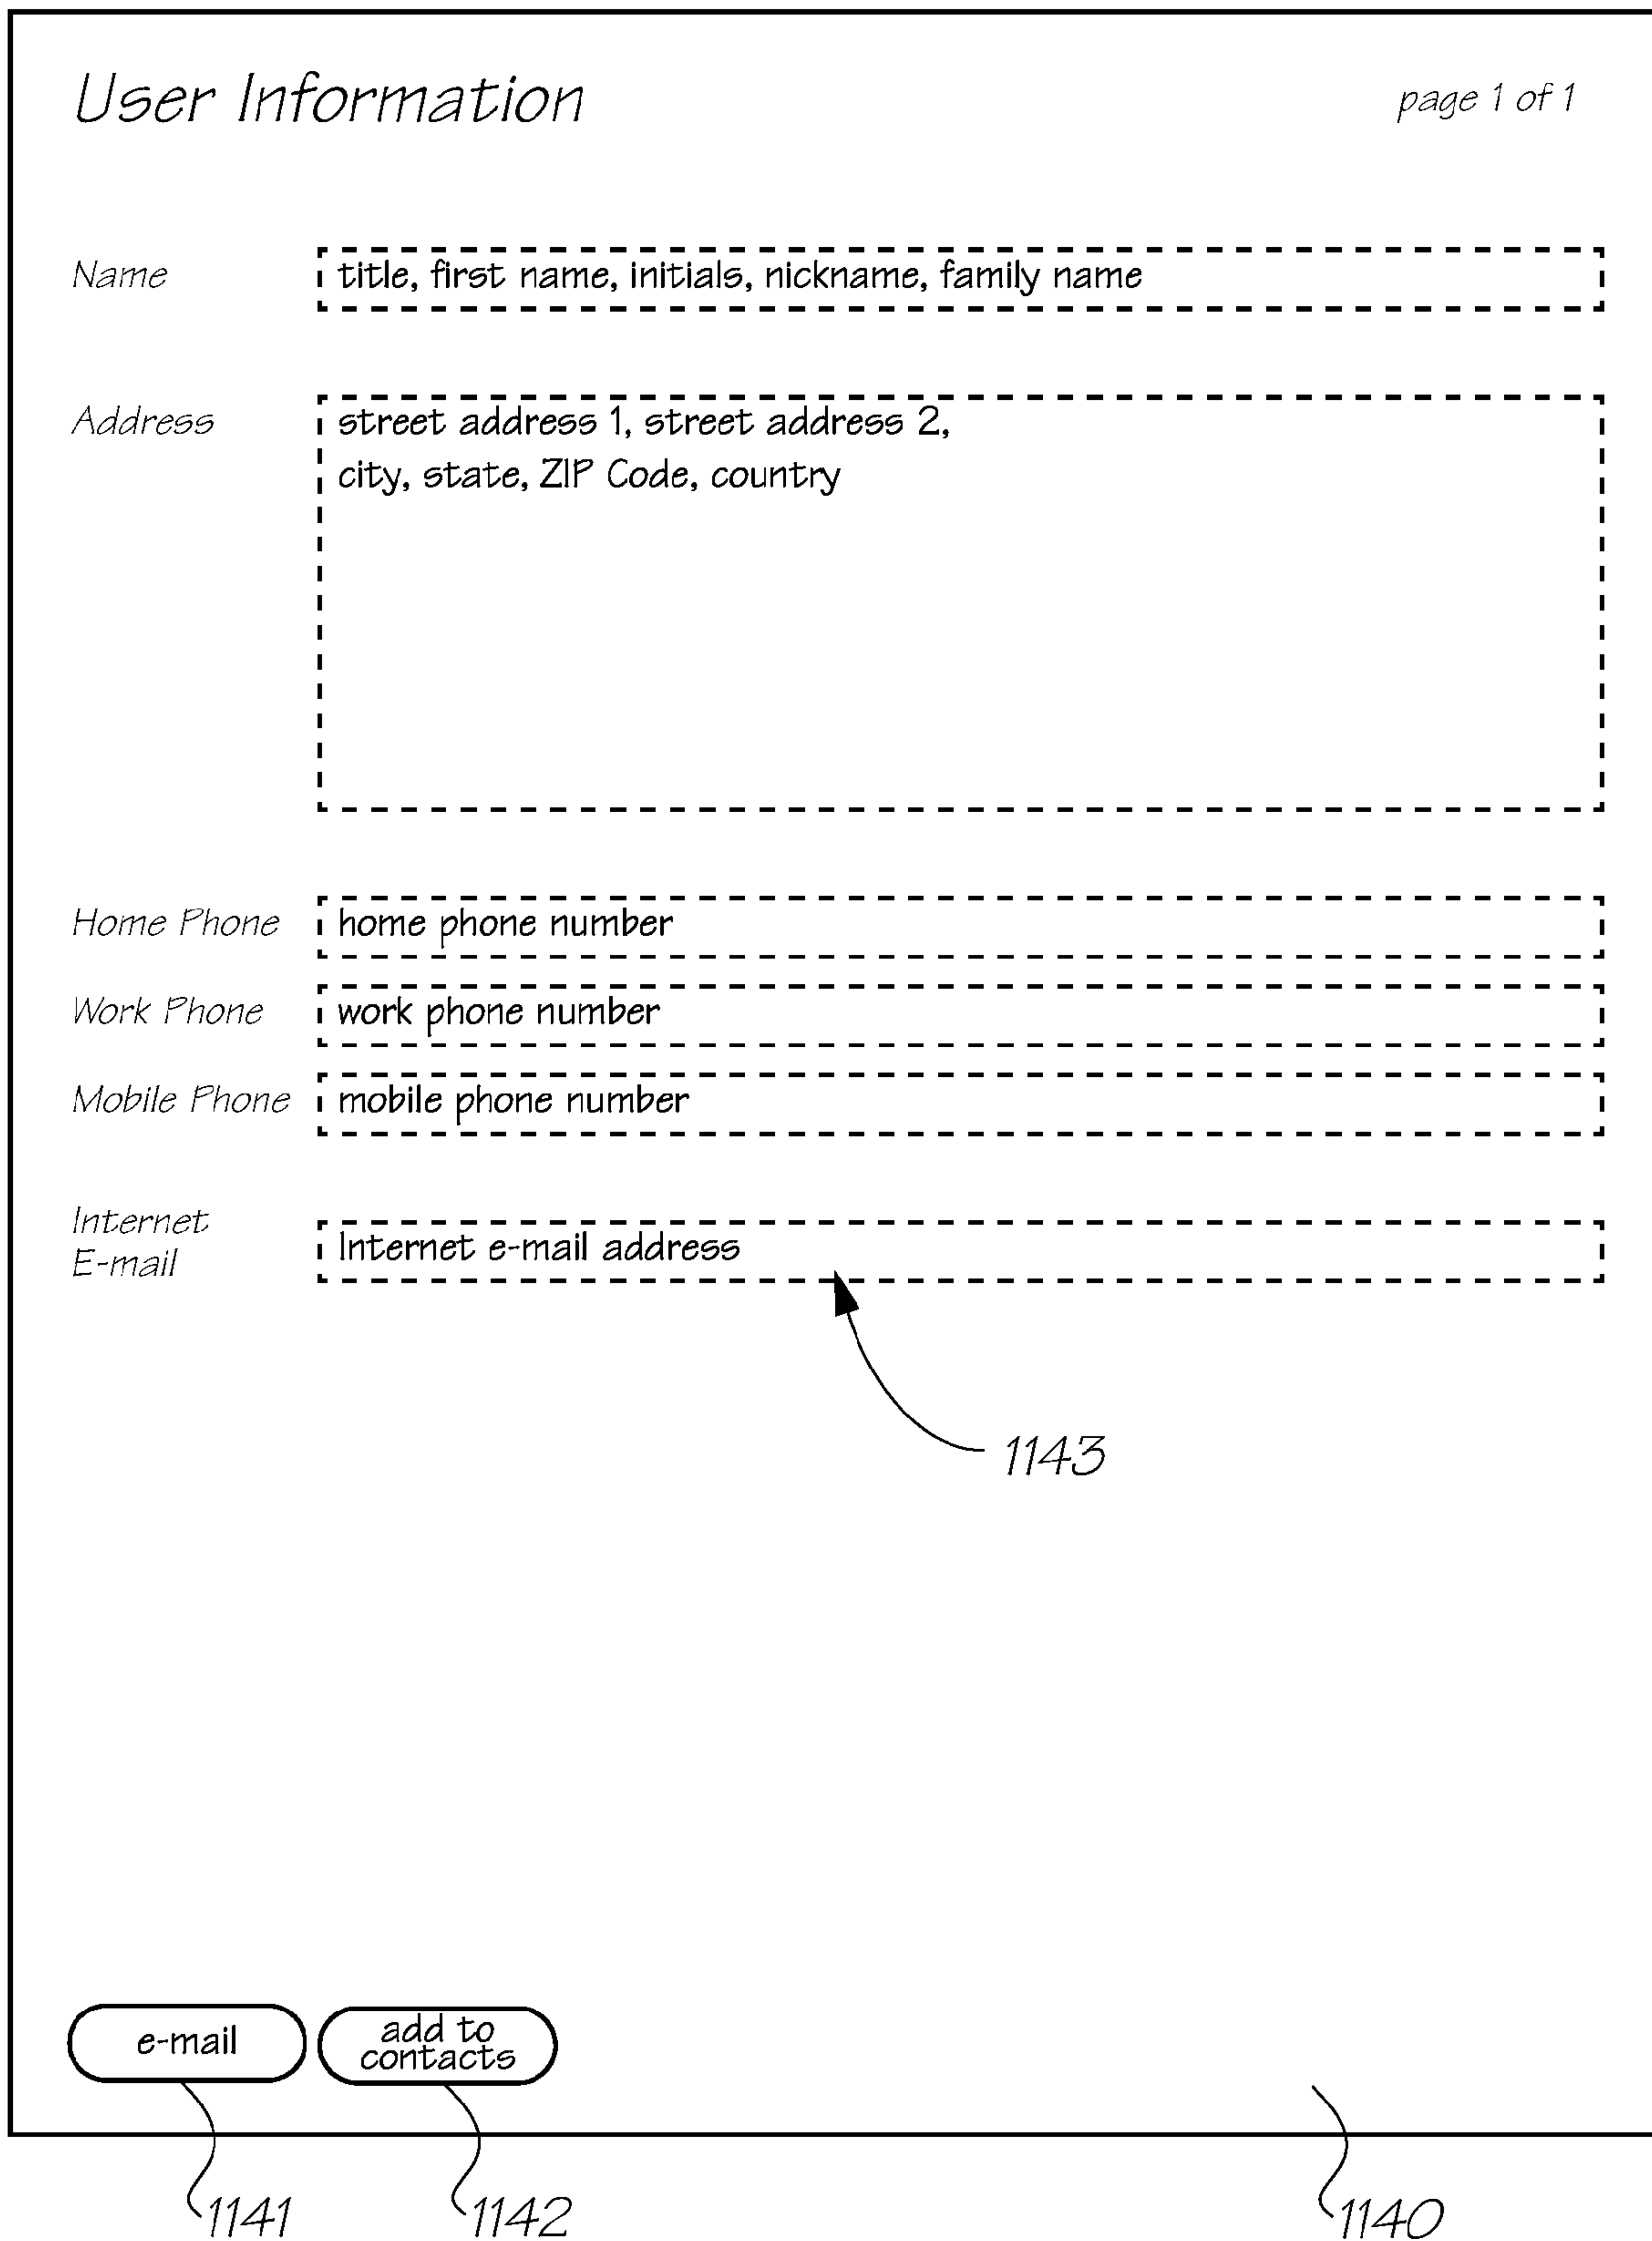 User Information
page 1 of 1
Name
title, first name, initials, nickname, family name
Address
street address 1, street address 2,
city, state, ZIP Code, country
Home Phone
home phone number
Work Phone
work phone number
Mobile Phone
mobile phone number
Internet
E-mail
Internet e-mail address
1143
e-mail
add to
contacts
1141
1142
1140